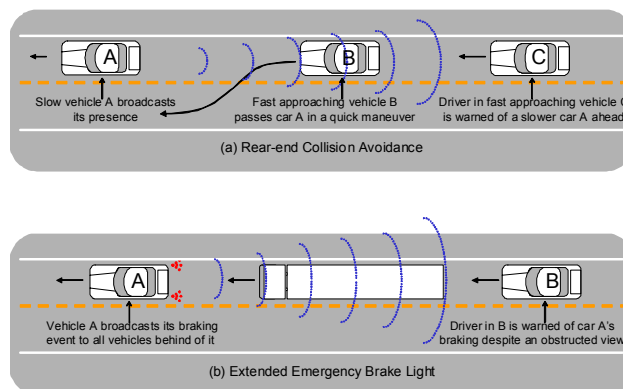 A
B
C
Slow vehicle A broadcasts
its presence
Fast approaching vehicle B
passes car A in a quick maneuver
Driver in fast approaching vehicle C
is warned of a slower car A ahead
(a) Rear-end Collision Avoidance
A
B
Vehicle A broadcasts its braking
event to all vehicles behind of it
Driver in B is warned of car A's
braking despite an obstructed view
(b) Extended Emergency Brake Light